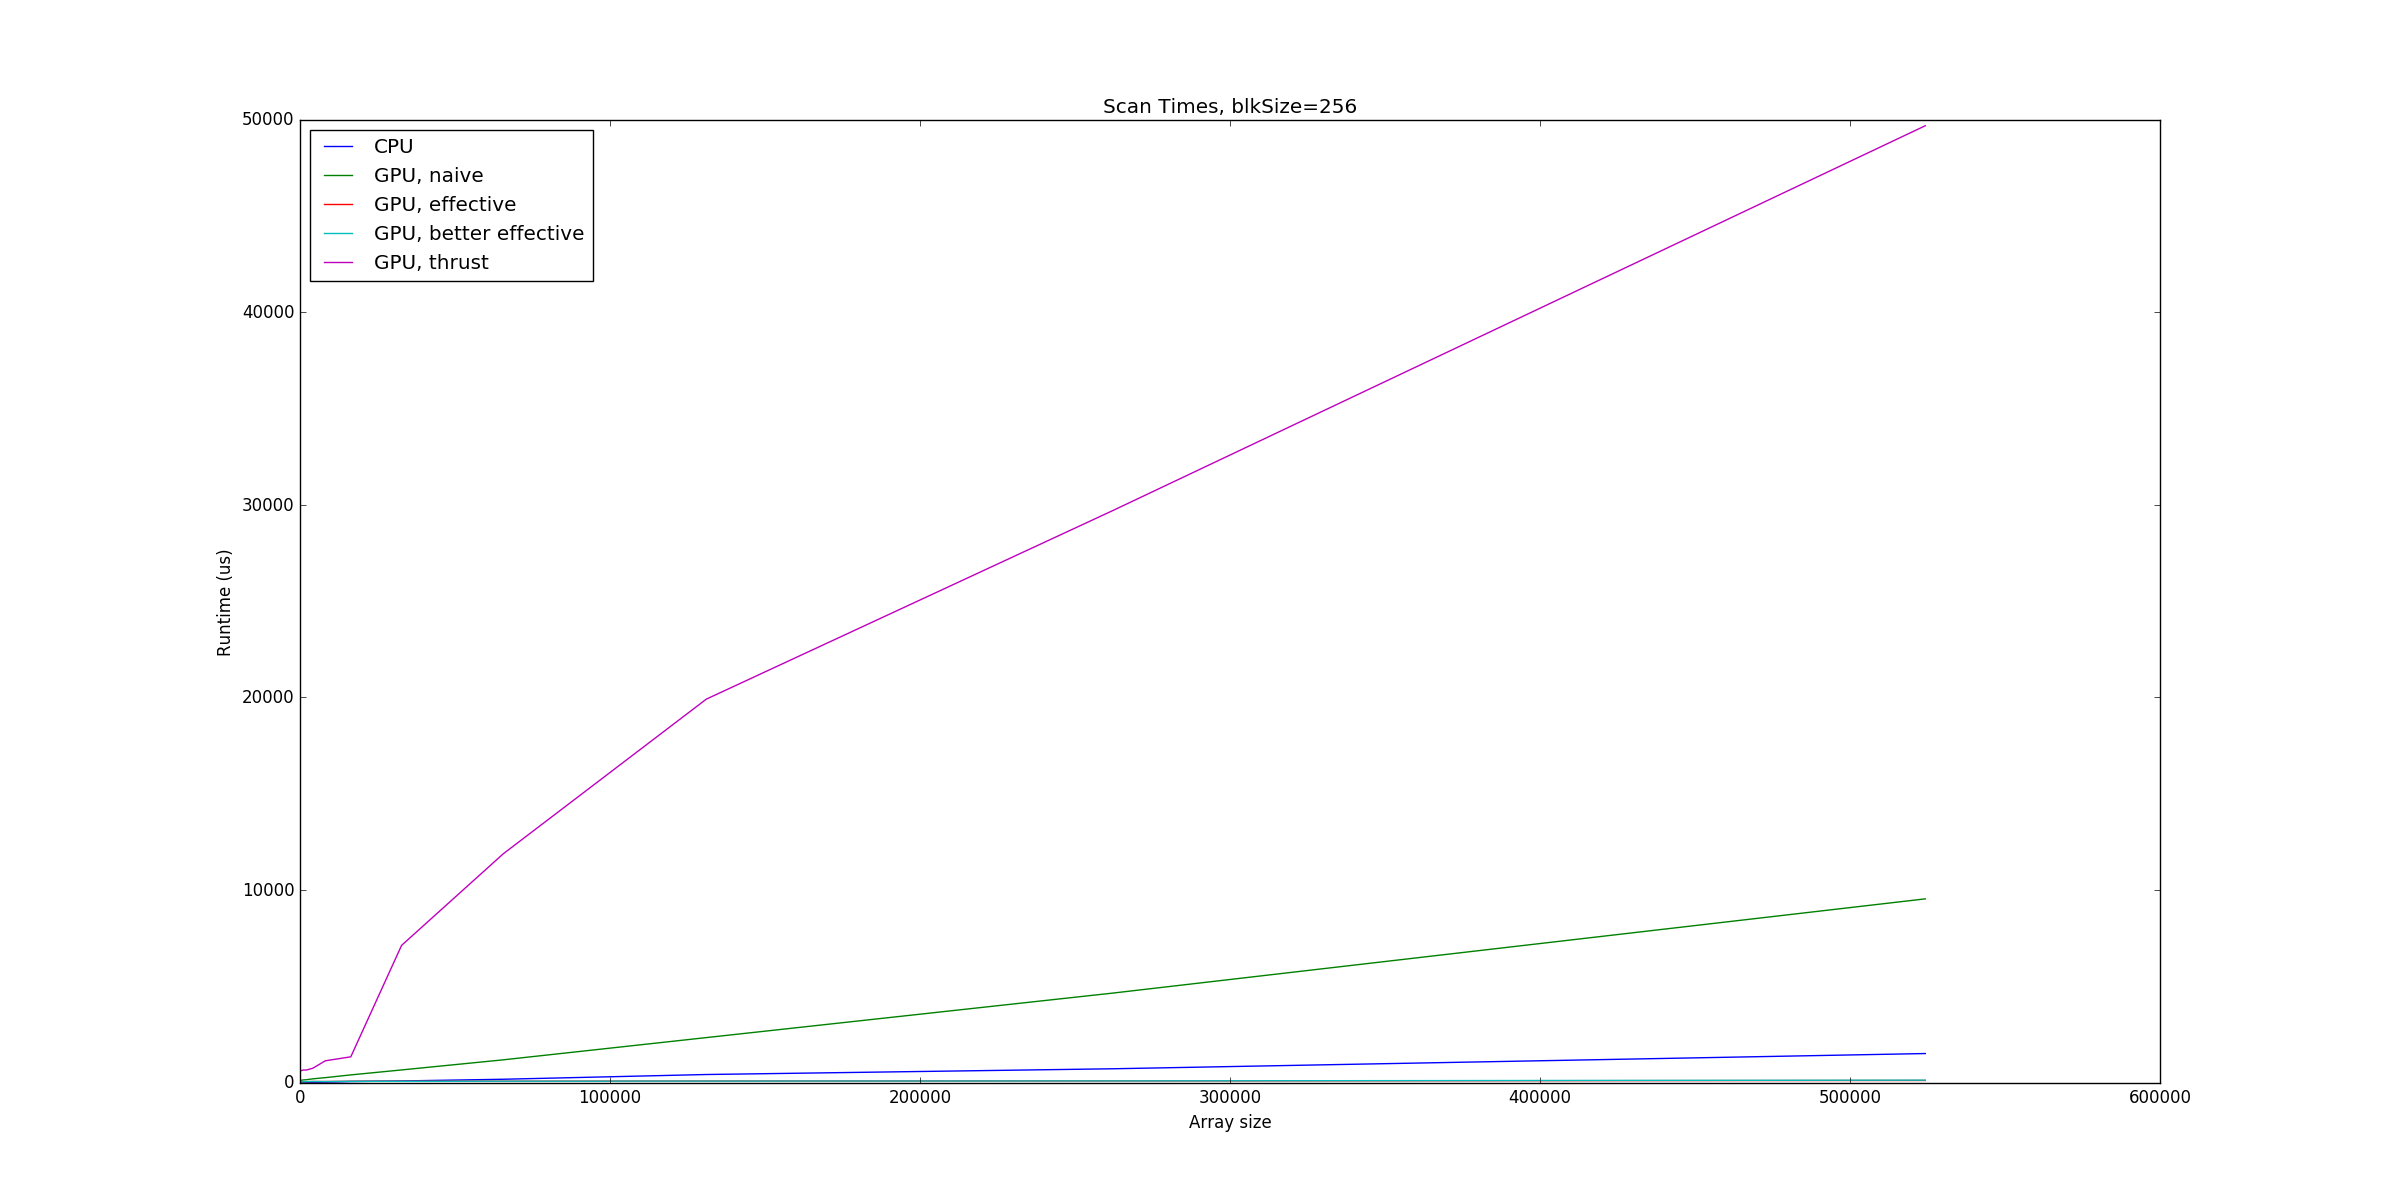 Scan Times, blkSize=256
50000
40000
30000
20000
10000
0
CPU
GPU, naive
GPU, effective
GPU, better effective
GPU, thrust
Runtime (us)
0 100000 200000 300000 400000 500000 600000
Array size